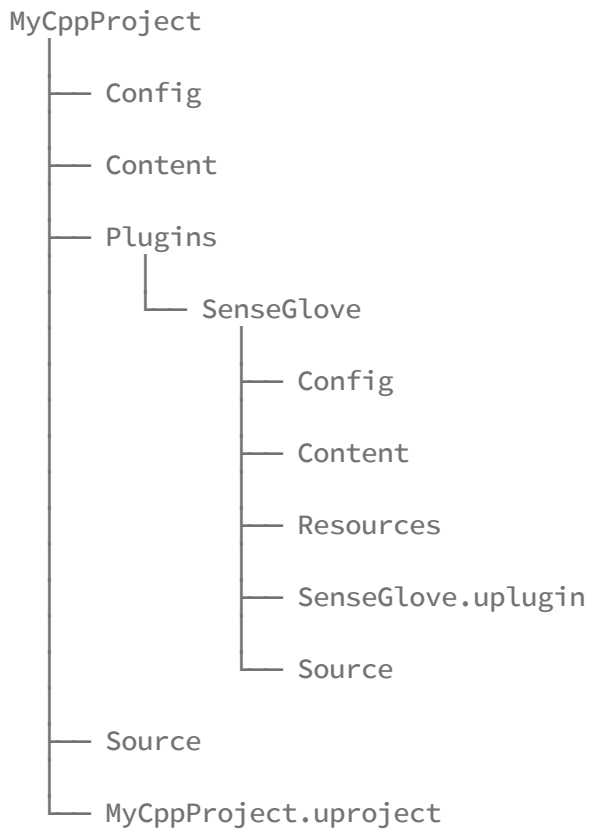 MyCppProject
Config
Content
Plugins
SenseGlove
Config
Content
Resources
SenseGlove.uplugin
Source
Source
MyCppProject.uproject